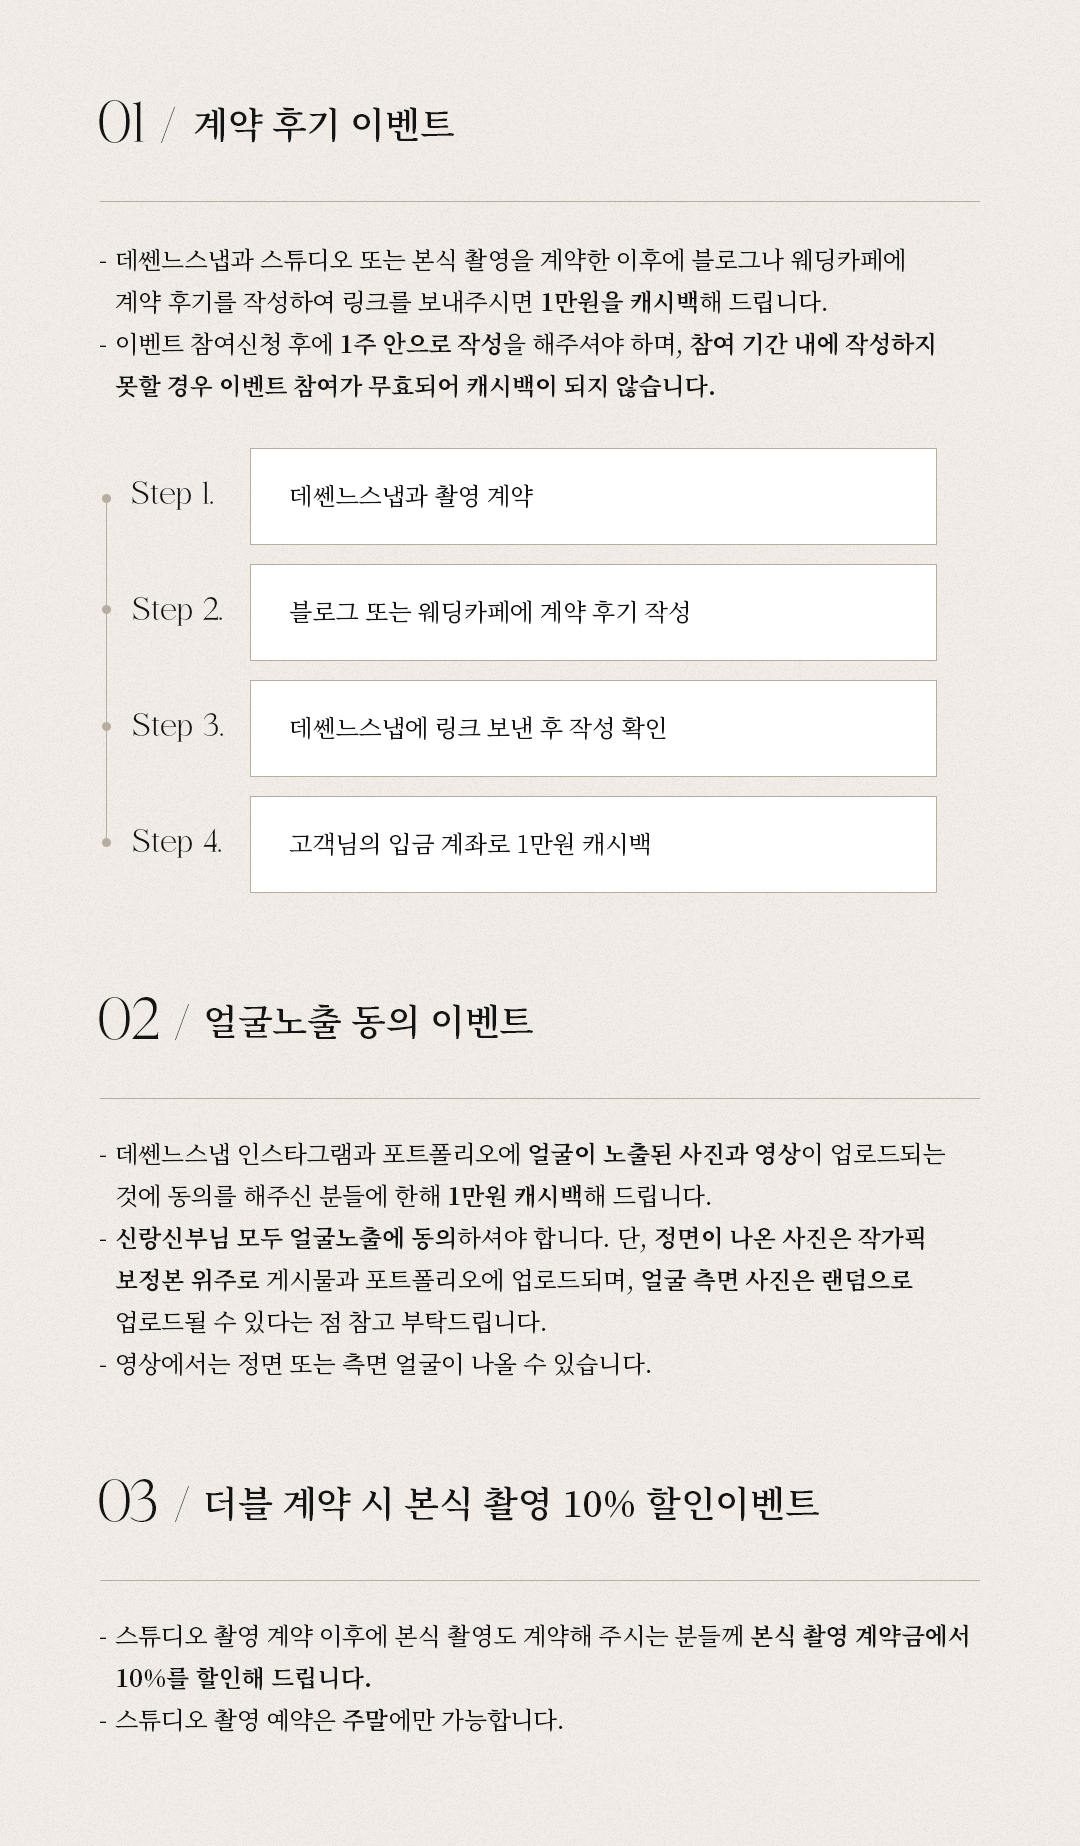 01 / 계약 후기 이벤트
- 데쎈느스냅과 스튜디오 또는 본식 촬영을 계약한 이후에 블로그나 웨딩카페에
계약 후기를 작성하여 링크를 보내주시면 1만원을 캐시백해 드립니다.
- 이벤트 참여신청 후에 1주 안으로 작성을 해주셔야 하며, 참여 기간 내에 작성하지
못할 경우 이벤트 참여가 무효되어 캐시백이 되지 않습니다.
Step 1. 데쎈느스냅과 촬영 계약
Step 2. 블로그 또는 웨딩카페에 계약 후기 작성
Step 3. 데쎈느스냅에 링크 보낸 후 작성 확인
Step 4. 고객님의 입금 계좌로 1만원 캐시백
02 / 얼굴노출 동의 이벤트
- 데쎈느스냅 인스타그램과 포트폴리오에 얼굴이 노출된 사진과 영상이 업로드되는
것에 동의를 해주신 분들에 한해 1만원 캐시백해 드립니다.
- 신랑신부님 모두 얼굴노출에 동의하셔야 합니다. 단, 정면이 나온 사진은 작가픽
보정본 위주로 게시물과 포트폴리오에 업로드되며, 얼굴 측면 사진은 랜덤으로
업로드될 수 있다는 점 참고 부탁드립니다.
- 영상에서는 정면 또는 측면 얼굴이 나올 수 있습니다.
03 / 더블 계약 시 본식 촬영 10% 할인이벤트
- 스튜디오 촬영 계약 이후에 본식 촬영도 계약해 주시는 분들께 본식 촬영 계약금에서
10%를 할인해 드립니다.
- 스튜디오 촬영 예약은 주말에만 가능합니다.